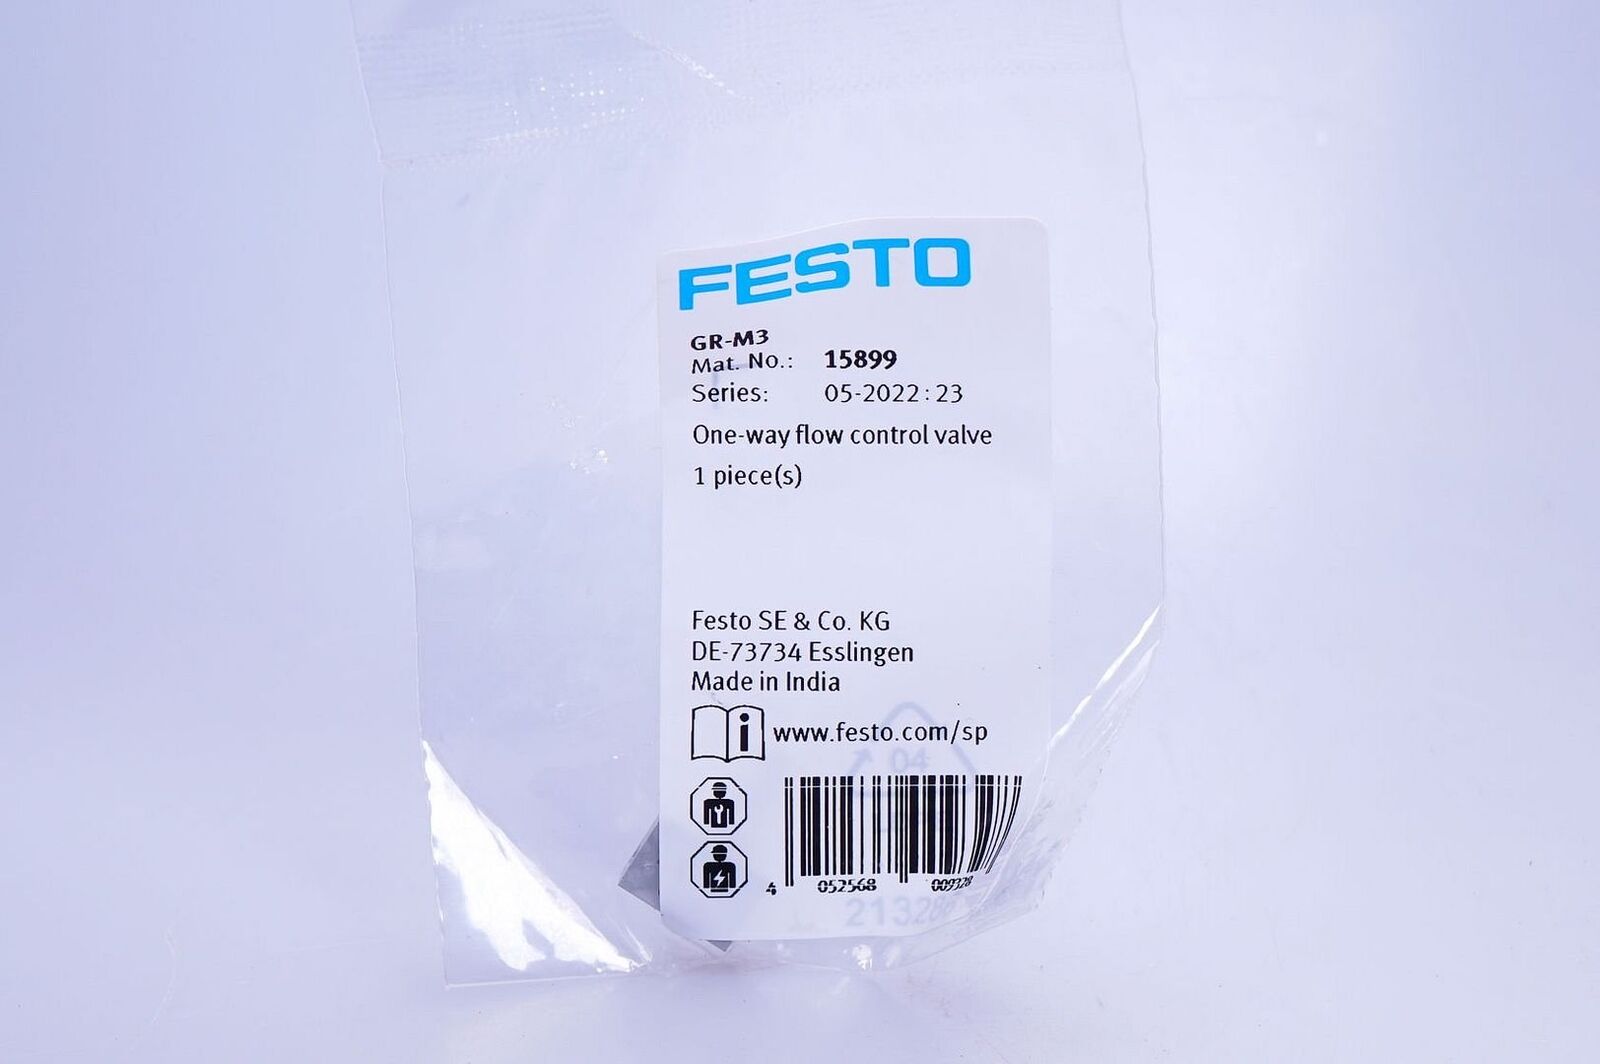 FESTO
GR-M3
Mat. No.: 15899
Series: 05-2022:23
One-way flow control valve
1 piece(s)
Festo SE & Co. KG
DE-73734 Esslingen
Made in India
i www.festo.com/sp
04
4 052568 009328